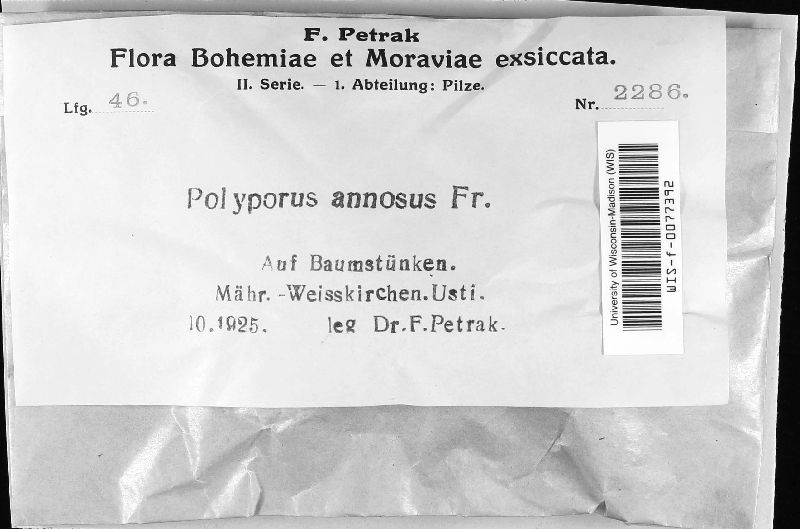 F. Petrak
Flora Bohemiae et Moraviae exsiccata.
II. Serie. — 1. Abteilung: Pilze.
Lfg. 46.
Nr. 2286.
Polyporus annosus Fr.
Auf Baumstünken.
Mähr.-Weisskirchen.Usti.
10.1925. leg Dr.F.Petrak.
University of Wisconsin-Madison (WIS)
WIS-f-0077392